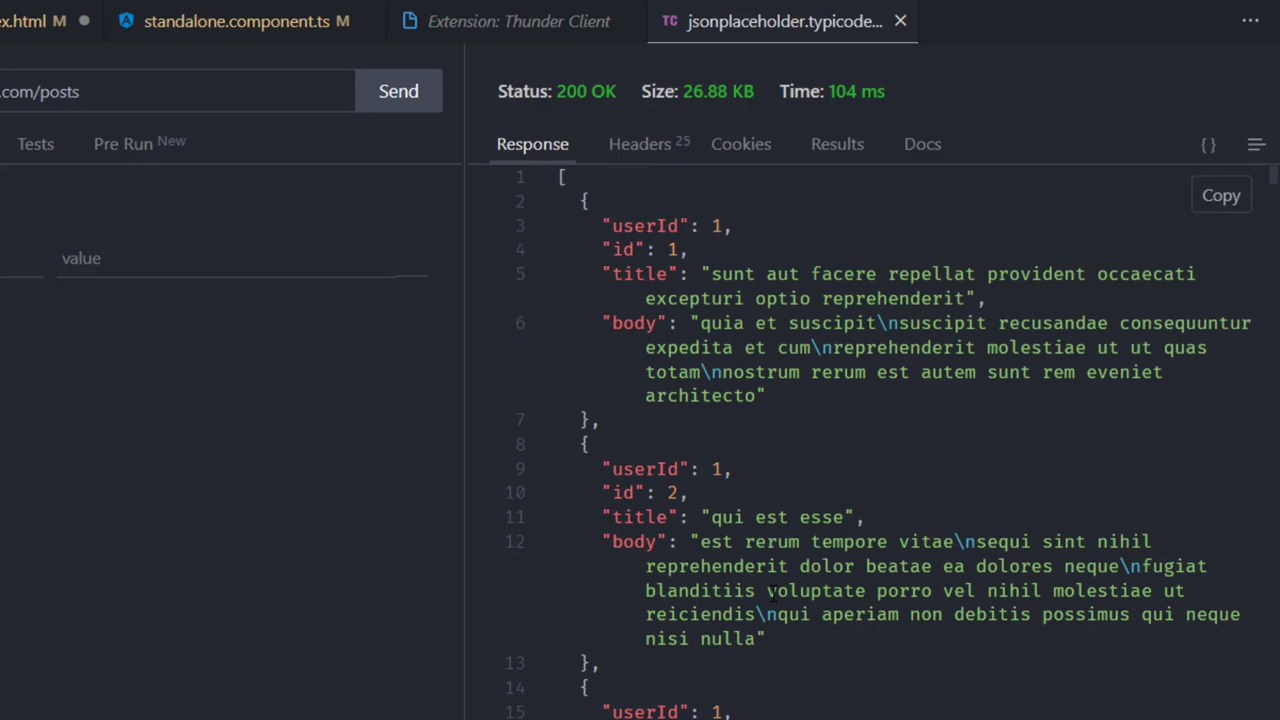 ex.html M
standalone.component.ts M
Extension: Thunder Client
TC jsonplaceholder.typicode...
.com/posts
Send
Tests
Pre Run New
value
Status: 200 OK Size: 26.88 KB Time: 104 ms
Response Headers 25 Cookies Results Docs
{ }
Copy
1 [
2 {
3 "userId": 1,
4 "id": 1,
5 "title": "sunt aut facere repellat provident occaecati
excepturi optio reprehenderit",
6 "body": "quia et suscipit\nsuscipit recusandae consequuntur
expedita et cum\nreprehenderit molestiae ut ut quas
totam\nnostrum rerum est autem sunt rem eveniet
architecto"
7 },
8 {
9 "userId": 1,
10 "id": 2,
11 "title": "qui est esse",
12 "body": "est rerum tempore vitae\nsequi sint nihil
reprehenderit dolor beatae ea dolores neque\nfugiat
blanditiis voluptate porro vel nihil molestiae ut
reiciendis\nqui aperiam non debitis possimus qui neque
nisi nulla"
13 },
14 {
15 "userId": 1,